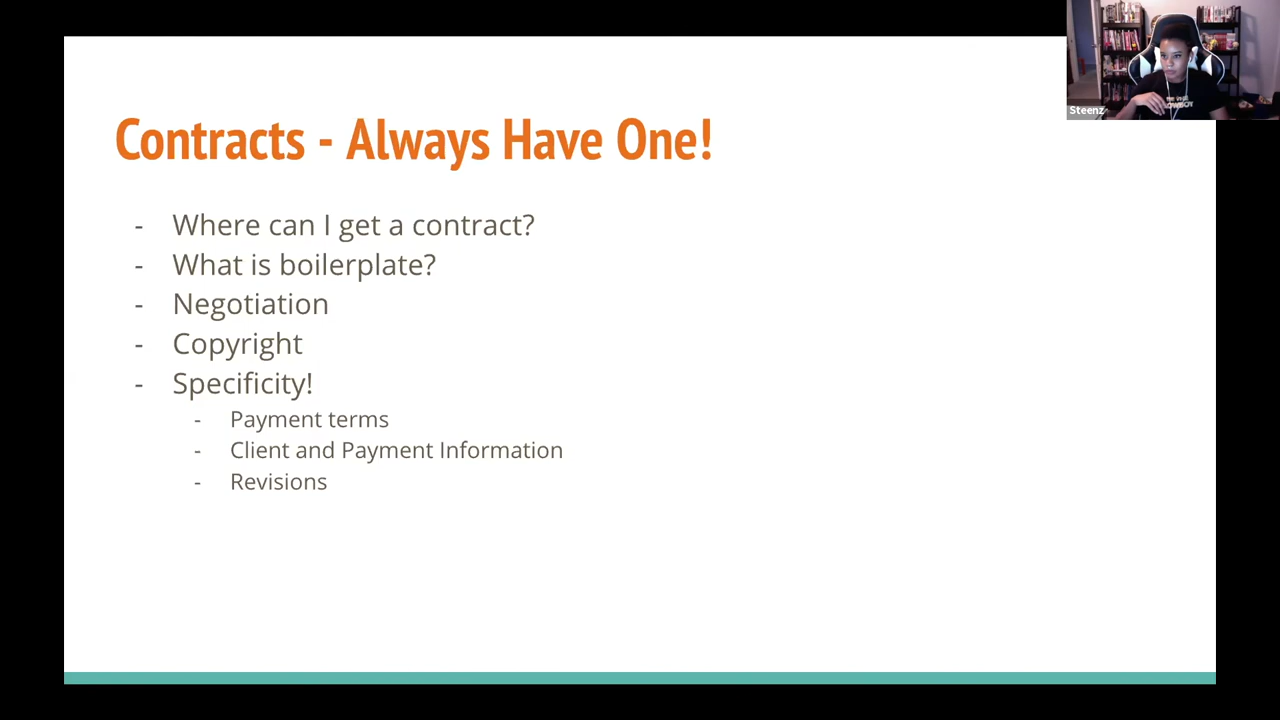 Contracts - Always Have One!
- Where can I get a contract?
- What is boilerplate?
- Negotiation
- Copyright
- Specificity!
- Payment terms
- Client and Payment Information
- Revisions
Steenz